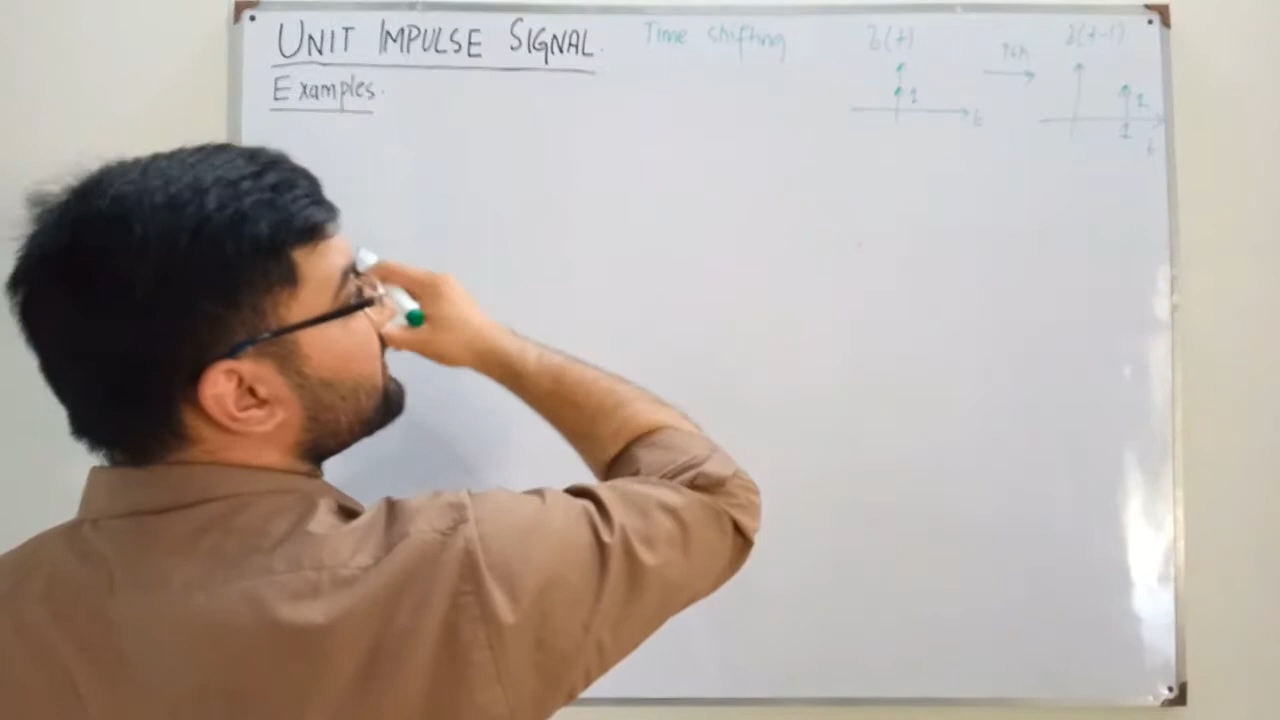 UNIT IMPULSE SIGNAL. Time shifting δ(t) δ(t-1)
Examples.
1 t 1 1 t